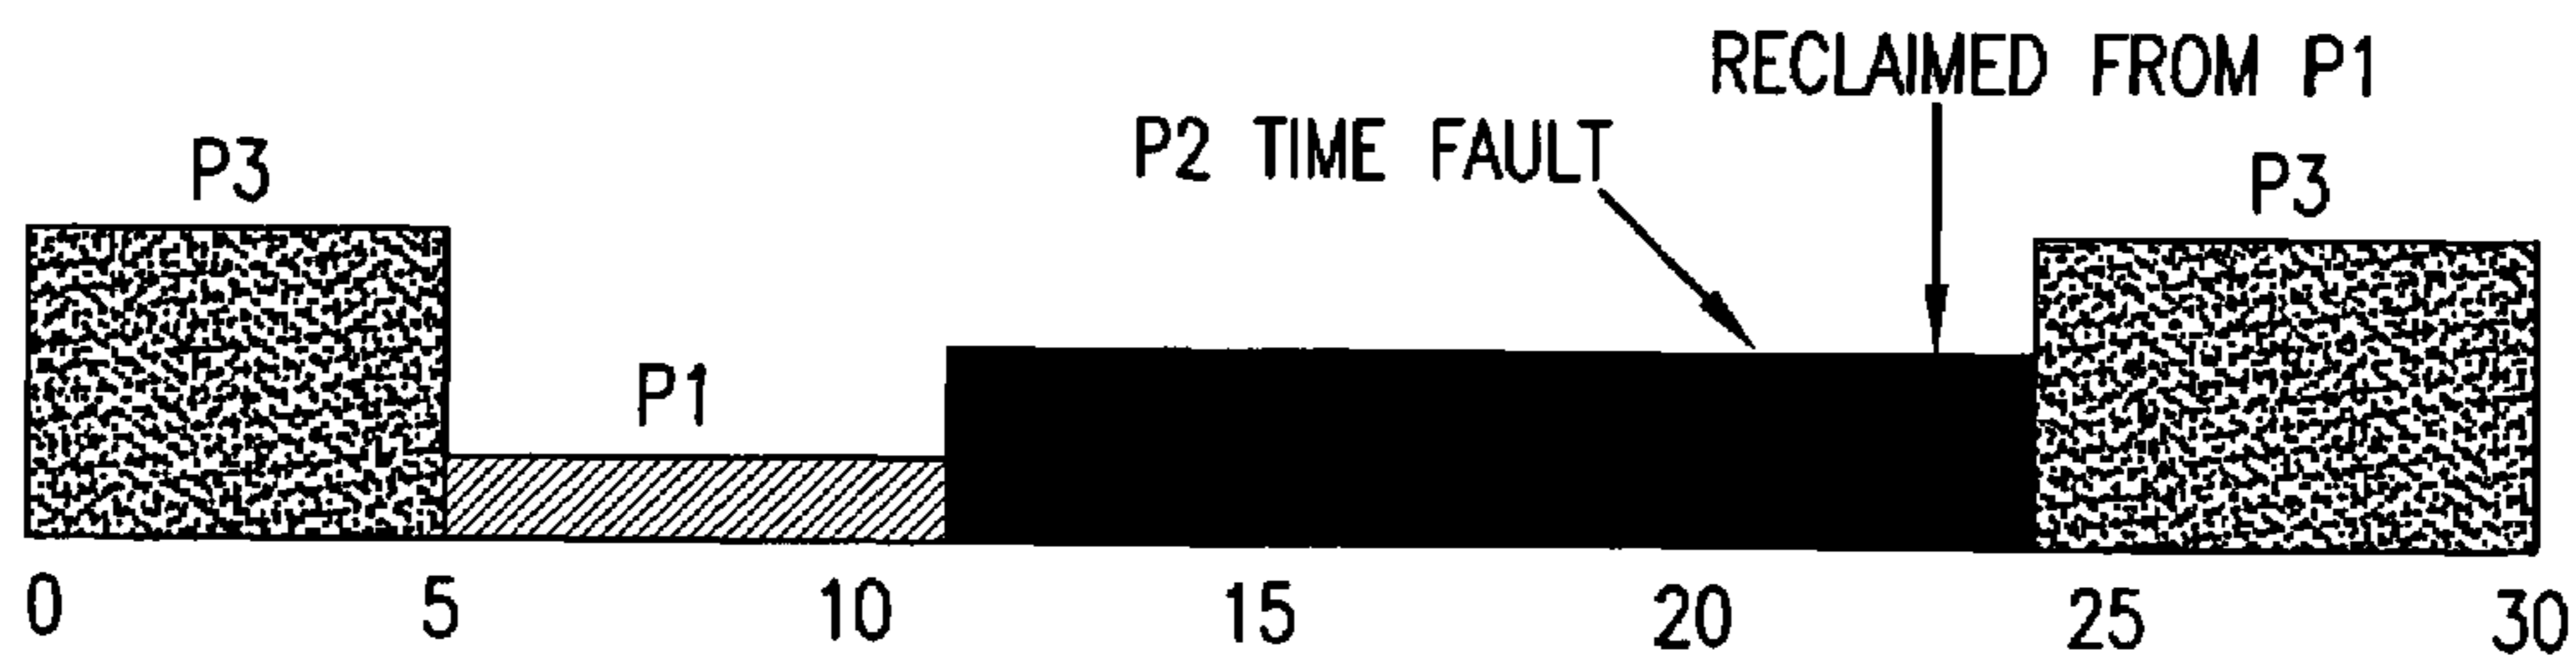 RECLAIMED FROM P1
P2 TIME FAULT
P3
P3
P1
0 5 10 15 20 25 30